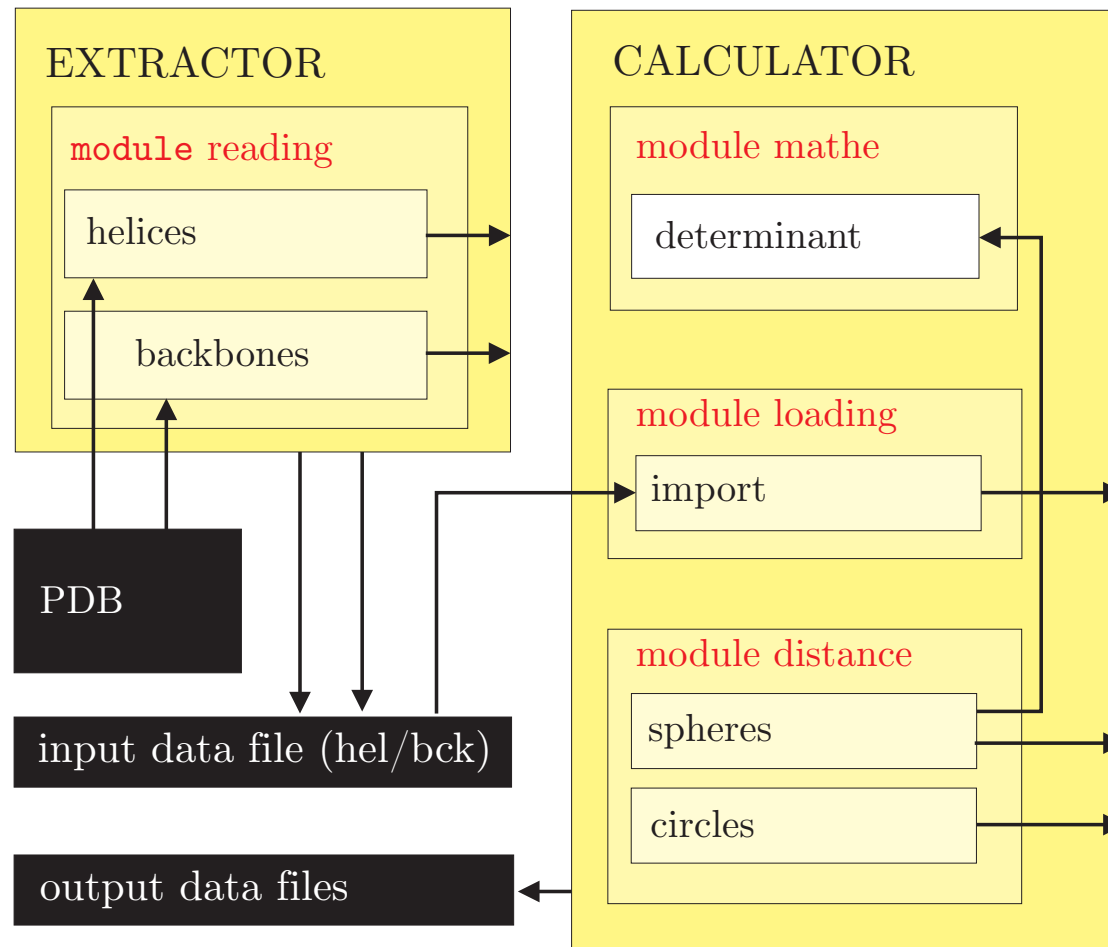 EXTRACTOR
module reading
helices
backbones
PDB
input data file (hel/bck)
output data files
CALCULATOR
module mathe
determinant
module loading
import
module distance
spheres
circles